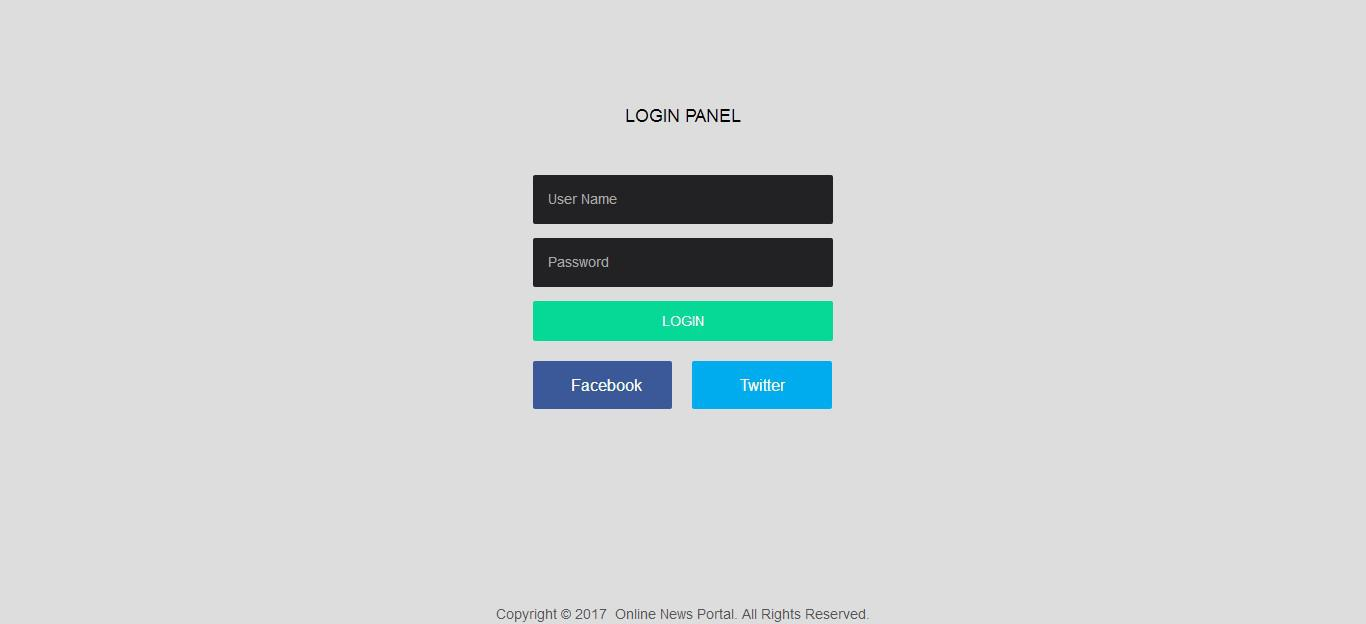 LOGIN PANEL
User Name
Password
LOGIN
Facebook
Twitter
Copyright © 2017  Online News Portal. All Rights Reserved.